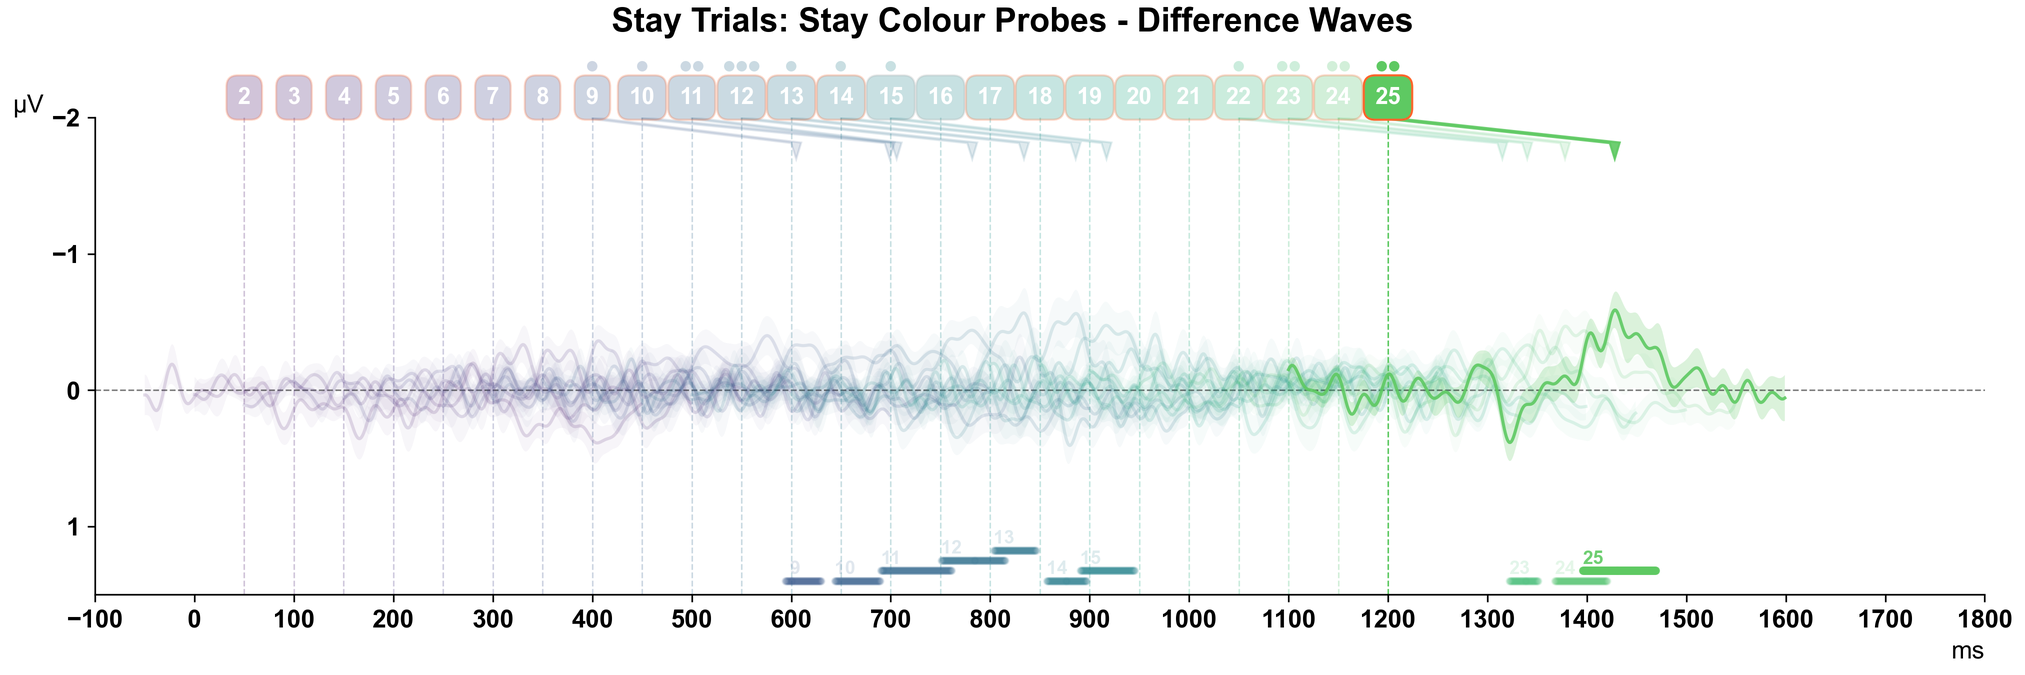 Stay Trials: Stay Colour Probes - Difference Waves
2 3 4 5 6 7 8 9 10 11 12 13 14 15 16 17 18 19 20 21 22 23 24 25
µV
−2
−1
0
1
13
12
11 15 25
9 10 14 23 24
−100 0 100 200 300 400 500 600 700 800 900 1000 1100 1200 1300 1400 1500 1600 1700 1800
ms